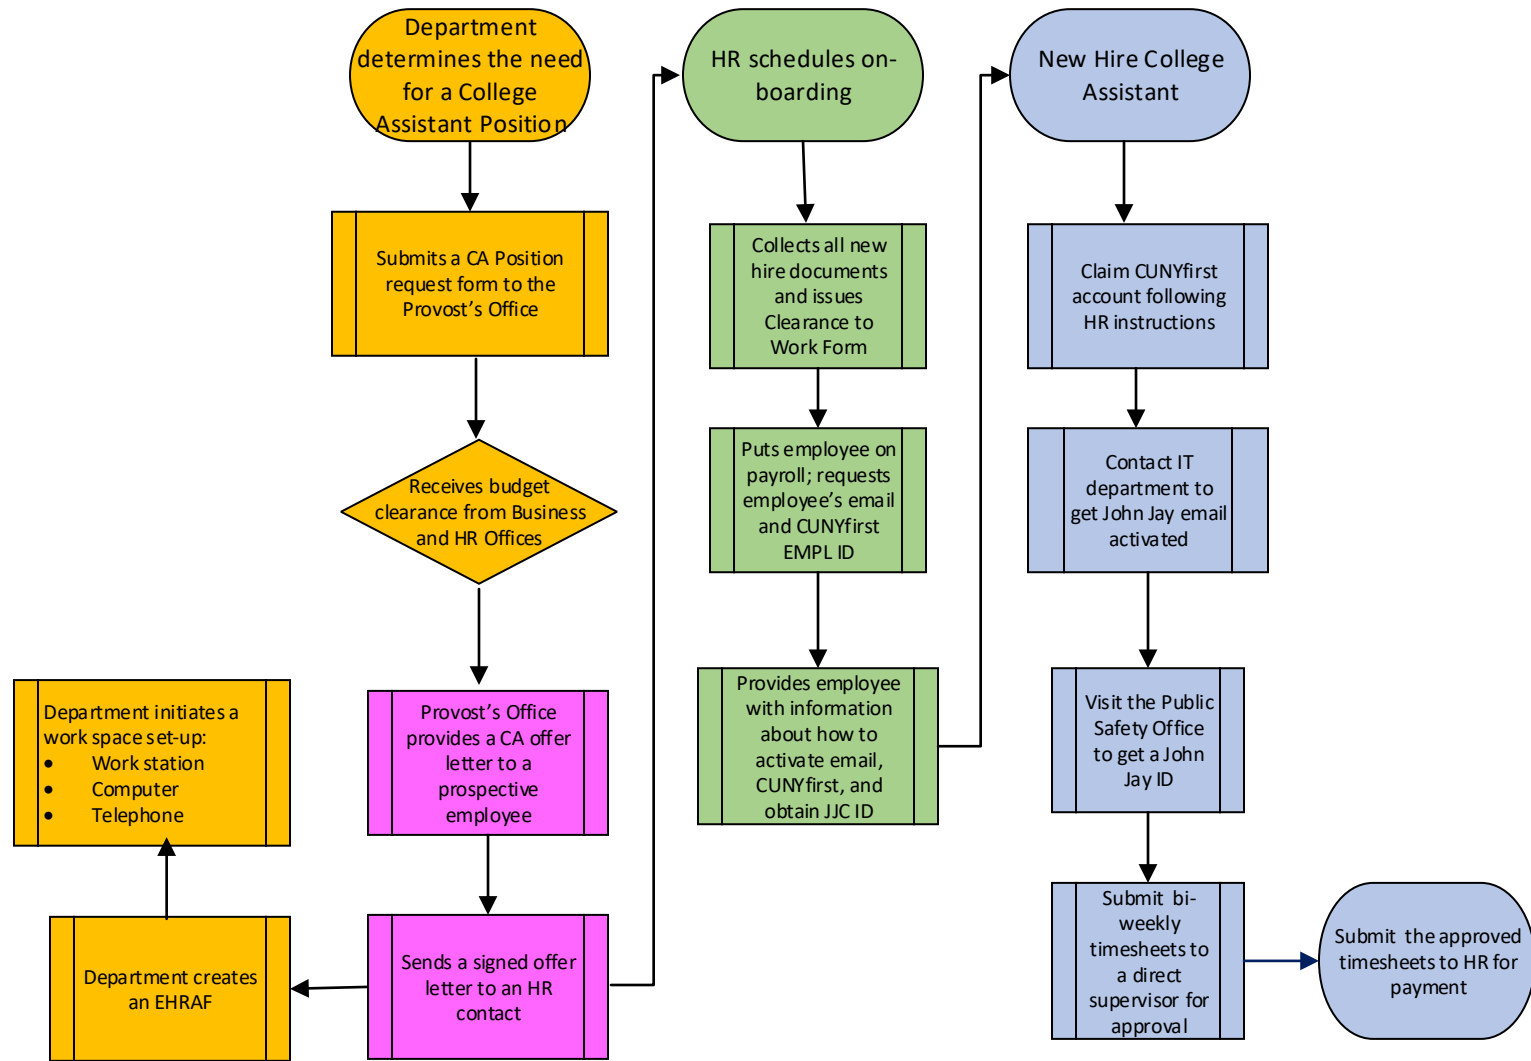 Department
determines the need
for a College
Assistant Position
Submits a CA Position
request form to the
Provost's Office
Receives budget
clearance from Business
and HR Offices
Provost's Office
provides a CA offer
letter to a
prospective
employee
Sends a signed offer
letter to an HR
contact
Department creates
an EHRAF
Department initiates a
work space set-up:
• Work station
• Computer
• Telephone
HR schedules on-
boarding
Collects all new
hire documents
and issues
Clearance to
Work Form
Puts employee on
payroll; requests
employee's email
and CUNYfirst
EMPL ID
Provides employee
with information
about how to
activate email,
CUNYfirst, and
obtain JJC ID
New Hire College
Assistant
Claim CUNYfirst
account following
HR instructions
Contact IT
department to
get John Jay email
activated
Visit the Public
Safety Office
to get a John
Jay ID
Submit bi-
weekly
timesheets to
a direct
supervisor for
approval
Submit the approved
timesheets to HR for
payment